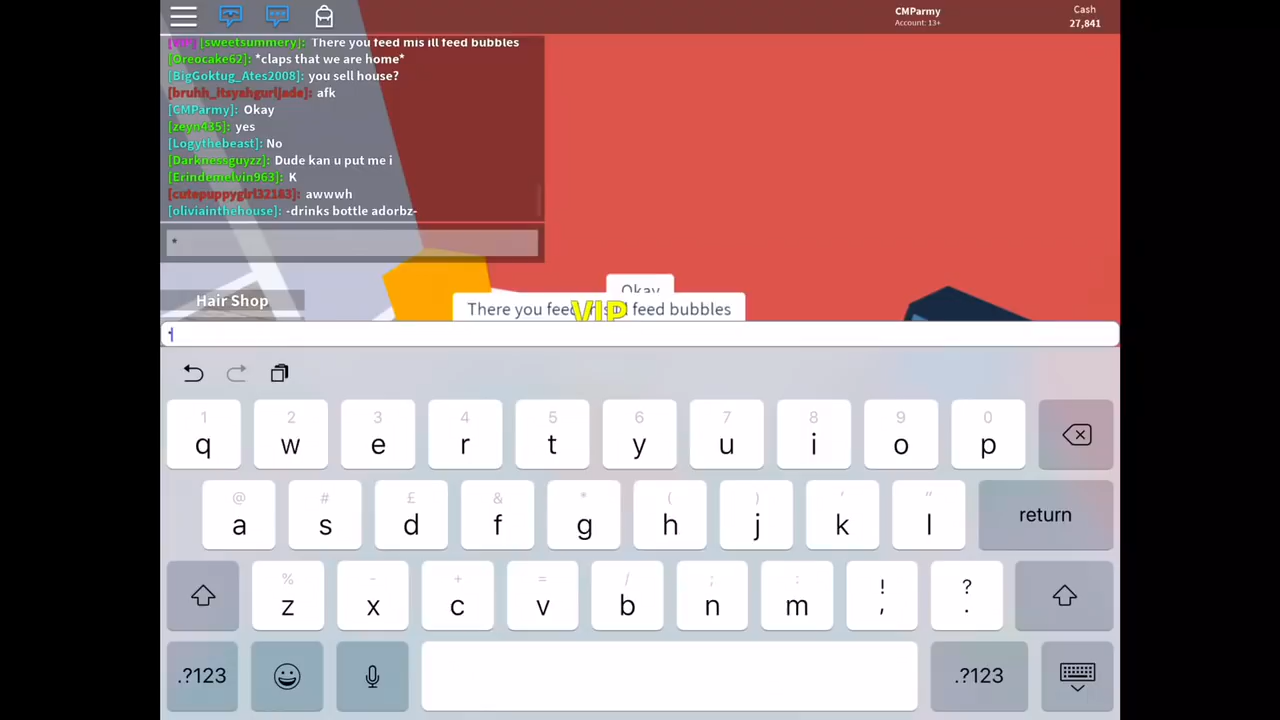 CMParmy
Account: 13+
Cash
27,841
[VIP] [sweetsummery]: There you feed mis ill feed bubbles
[Oreocake62]: *claps that we are home*
[BigGoktug_Ates2008]: you sell house?
[bruhh_itsyahgurljade]: afk
[CMParmy]: Okay
[zeyn435]: yes
[Logythebeast]: No
[Darknessguyzz]: Dude kan u put me i
[Erindemelvin963]: K
[cutepuppygirl32183]: awwwh
[oliviainthehouse]: -drinks bottle adorbz-
*
Hair Shop
Okay
There you feed mis ill feed bubbles
VIP
*
1 2 3 4 5 6 7 8 9 0
q w e r t y u i o p
@ # £ & * ( ) ' "
a s d f g h j k l return
% - + = / ; : ! ?
z x c v b n m , .
.?123 .?123